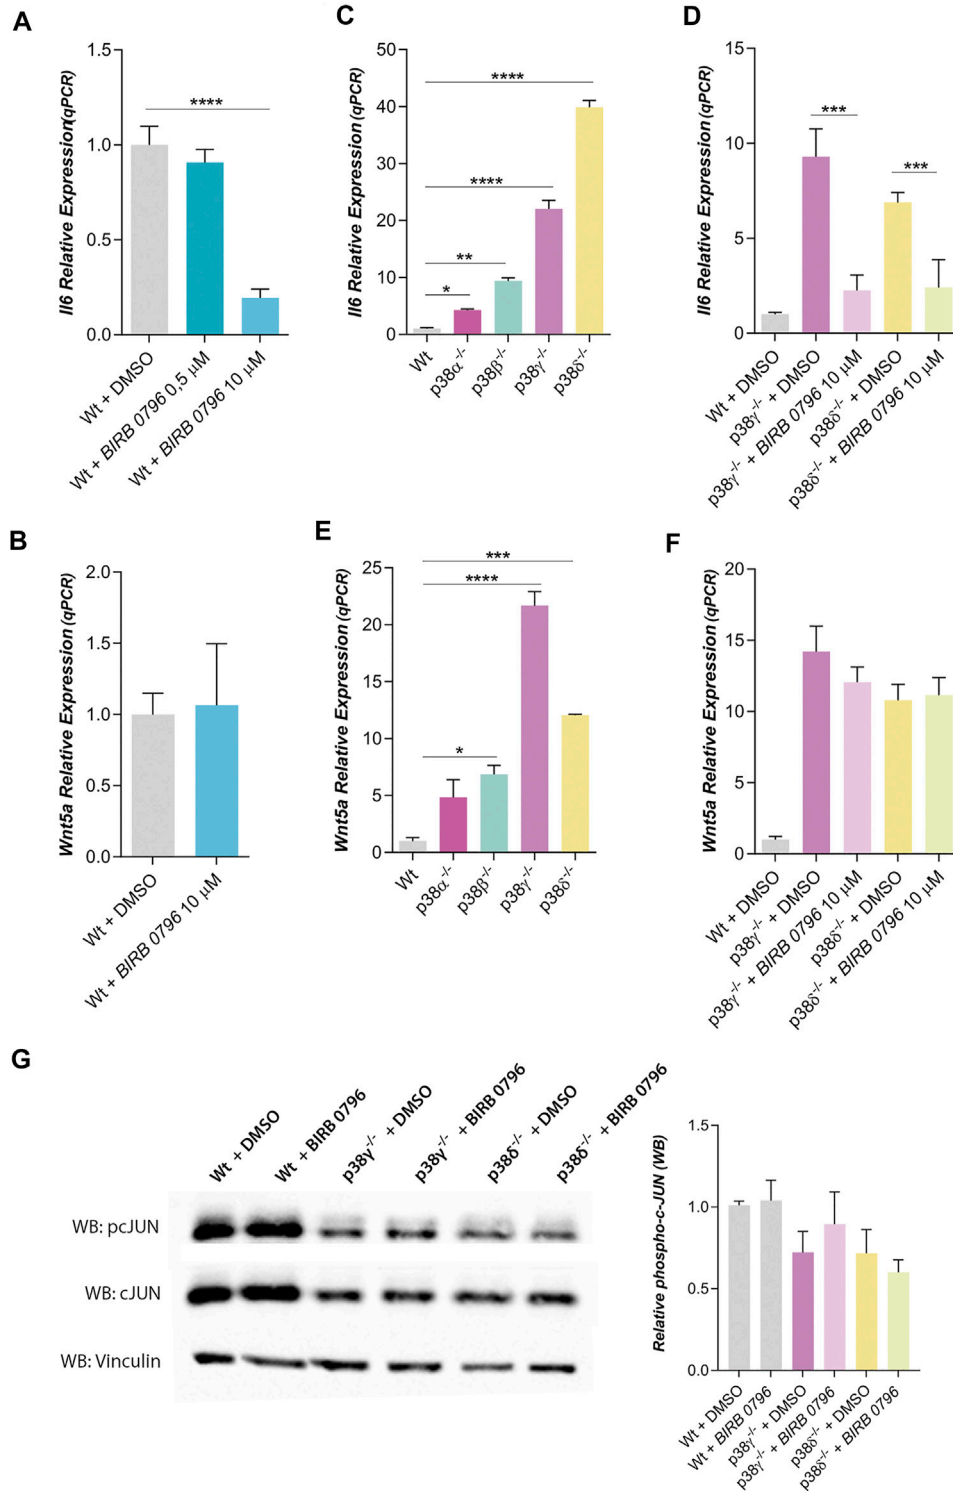 A
Il6 Relative Expression (qPCR)
1.5
1.0
0.5
0.0
****
Wt + DMSO
Wt + BIRB 0796 0,5 μM
Wt + BIRB 0796 10 μM
C
Il6 Relative Expression (qPCR)
50
40
30
20
10
0
****
****
**
*
Wt
p38α-/-
p38β-/-
p38γ-/-
p38δ-/-
D
Il6 Relative Expression (qPCR)
15
10
5
0
***
***
Wt + DMSO
p38γ-/- + DMSO
p38γ-/- + BIRB 0796 10 μM
p38δ-/- + DMSO
p38δ-/- + BIRB 0796 10 μM
B
Wnt5a Relative Expression (qPCR)
2.0
1.5
1.0
0.5
0.0
Wt + DMSO
Wt + BIRB 0796 10 μM
E
Wnt5a Relative Expression (qPCR)
25
20
15
10
5
0
***
****
*
Wt
p38α-/-
p38β-/-
p38γ-/-
p38δ-/-
F
Wnt5a Relative Expression (qPCR)
20
15
10
5
0
Wt + DMSO
p38γ-/- + DMSO
p38γ-/- + BIRB 0796 10 μM
p38δ-/- + DMSO
p38δ-/- + BIRB 0796 10 μM
G
Wt + DMSO
Wt + BIRB 0796
p38γ-/- + DMSO
p38γ-/- + BIRB 0796
p38δ-/- + DMSO
p38δ-/- + BIRB 0796
WB: pcJUN
WB: cJUN
WB: Vinculin
Relative phospho-c-JUN (WB)
1.5
1.0
0.5
0.0
Wt + DMSO
Wt + BIRB 0796
p38γ-/- + DMSO
p38γ-/- + BIRB 0796
p38δ-/- + DMSO
p38δ-/- + BIRB 0796